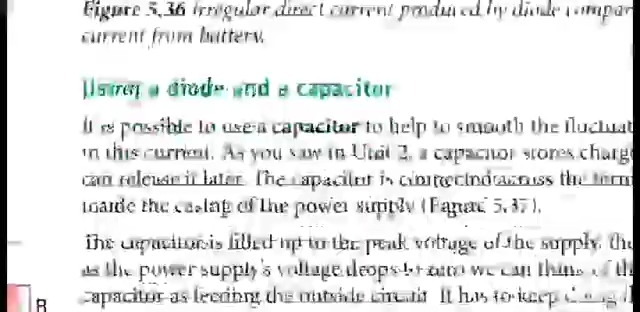 Figure 5.36 Irregular direct current produced by diode compar
current from battery.
Using a diode and a capacitor
It is possible to use a capacitor to help to smooth the fluctuat
in this current. As you saw in Unit 2, a capacitor stores charg
can release it later. The capacitor is connected across the term
inside the casing of the power supply (Figure 5.37).
The capacitor is filled up to the peak voltage of the supply, the
as the power supply's voltage drops to zero we can think of th
capacitor as feeding the outside circuit. It has to keep doing
B